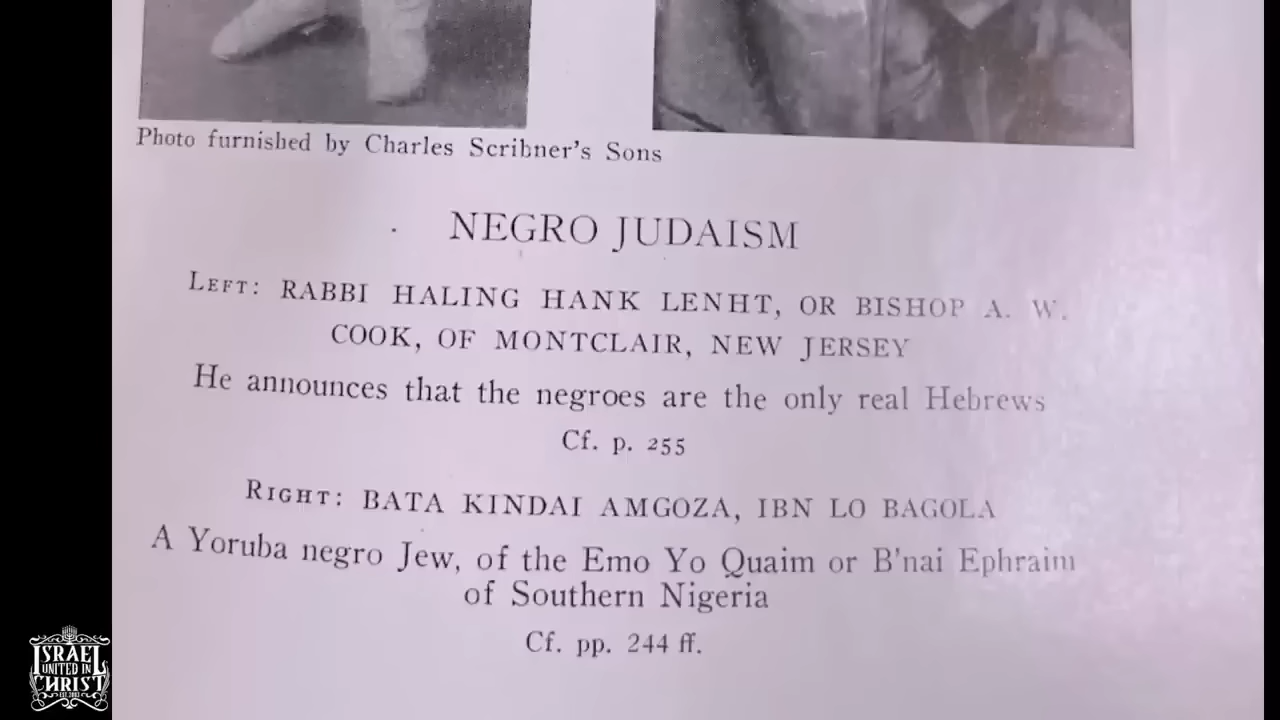 Photo furnished by Charles Scribner's Sons
NEGRO JUDAISM
LEFT: RABBI HALING HANK LENHT, OR BISHOP A. W.
COOK, OF MONTCLAIR, NEW JERSEY
He announces that the negroes are the only real Hebrews
Cf. p. 255
RIGHT: BATA KINDAI AMGOZA, IBN LO BAGOLA
A Yoruba negro Jew, of the Emo Yo Quaim or B'nai Ephraim
of Southern Nigeria
Cf. pp. 244 ff.
ISRAEL
UNITED IN
CHRIST
EST. 2003